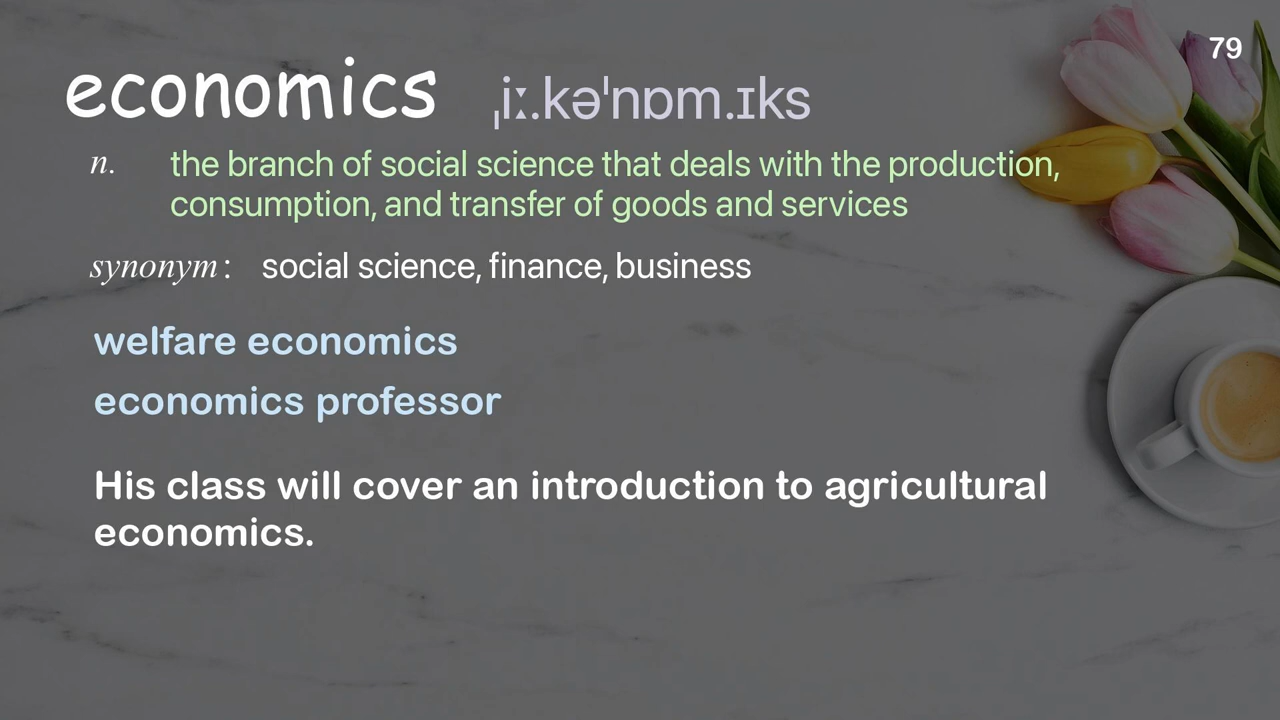 79
economics ˌiː.kəˈnɒm.ɪks
n. the branch of social science that deals with the production,
consumption, and transfer of goods and services
synonym: social science, finance, business
welfare economics
economics professor
His class will cover an introduction to agricultural
economics.